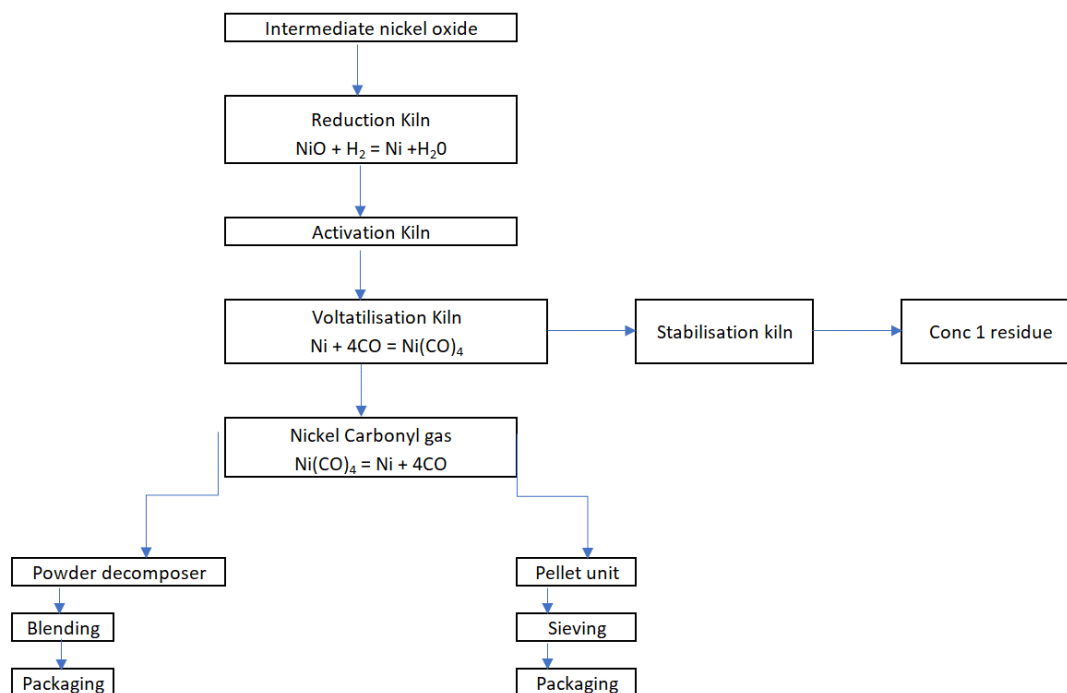 Intermediate nickel oxide
Reduction Kiln
NiO + H₂ = Ni +H₂0
Activation Kiln
Voltatilisation Kiln
Ni + 4CO = Ni(CO)₄
Stabilisation kiln
Conc 1 residue
Nickel Carbonyl gas
Ni(CO)₄ = Ni + 4CO
Powder decomposer
Pellet unit
Blending
Sieving
Packaging
Packaging